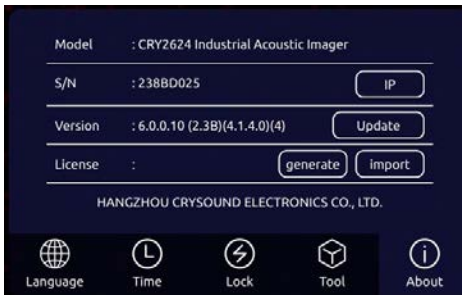 Model : CRY2624 Industrial Acoustic Imager
S/N : 238BD025 IP
Version : 6.0.0.10 (2.3B)(4.1.4.0)(4) Update
License : generate import
HANGZHOU CRYSOUND ELECTRONICS CO., LTD.
Language Time Lock Tool About